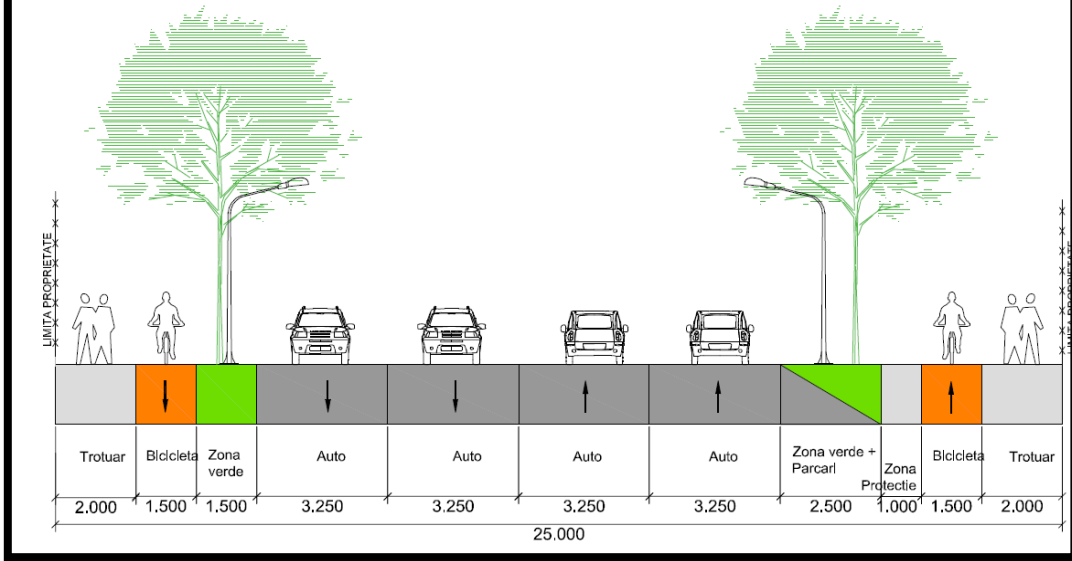 LIMITA PROPRIETATE
LIMITA PROPRIETATE
Trotuar
Bicicleta
Zona
verde
Auto
Auto
Auto
Auto
Zona verde +
Parcari
Zona
Protectie
Bicicleta
Trotuar
2.000
1.500
1.500
3.250
3.250
3.250
3.250
2.500
1.000
1.500
2.000
25.000